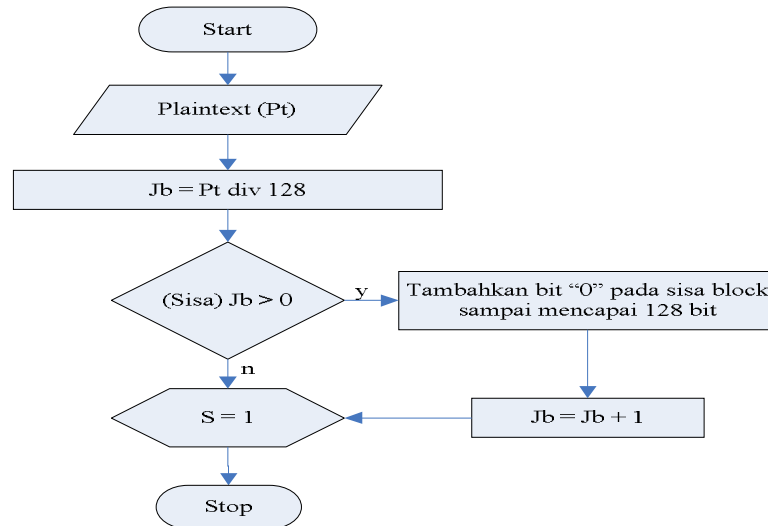 Start
Plaintext (Pt)
Jb = Pt div 128
(Sisa) Jb > 0
y
Tambahkan bit “0” pada sisa block
sampai mencapai 128 bit
n
S = 1
Jb = Jb + 1
Stop